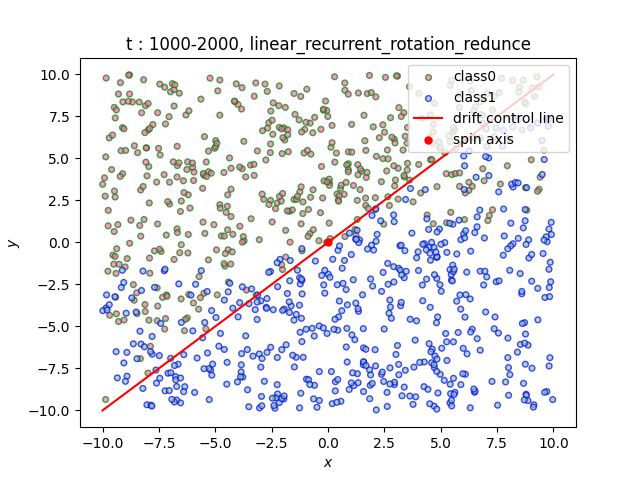 t : 1000-2000, linear_recurrent_rotation_redunce
class0
class1
drift control line
spin axis
10.0
7.5
5.0
2.5
0.0
−2.5
−5.0
−7.5
−10.0
y
−10.0 −7.5 −5.0 −2.5 0.0 2.5 5.0 7.5 10.0
x